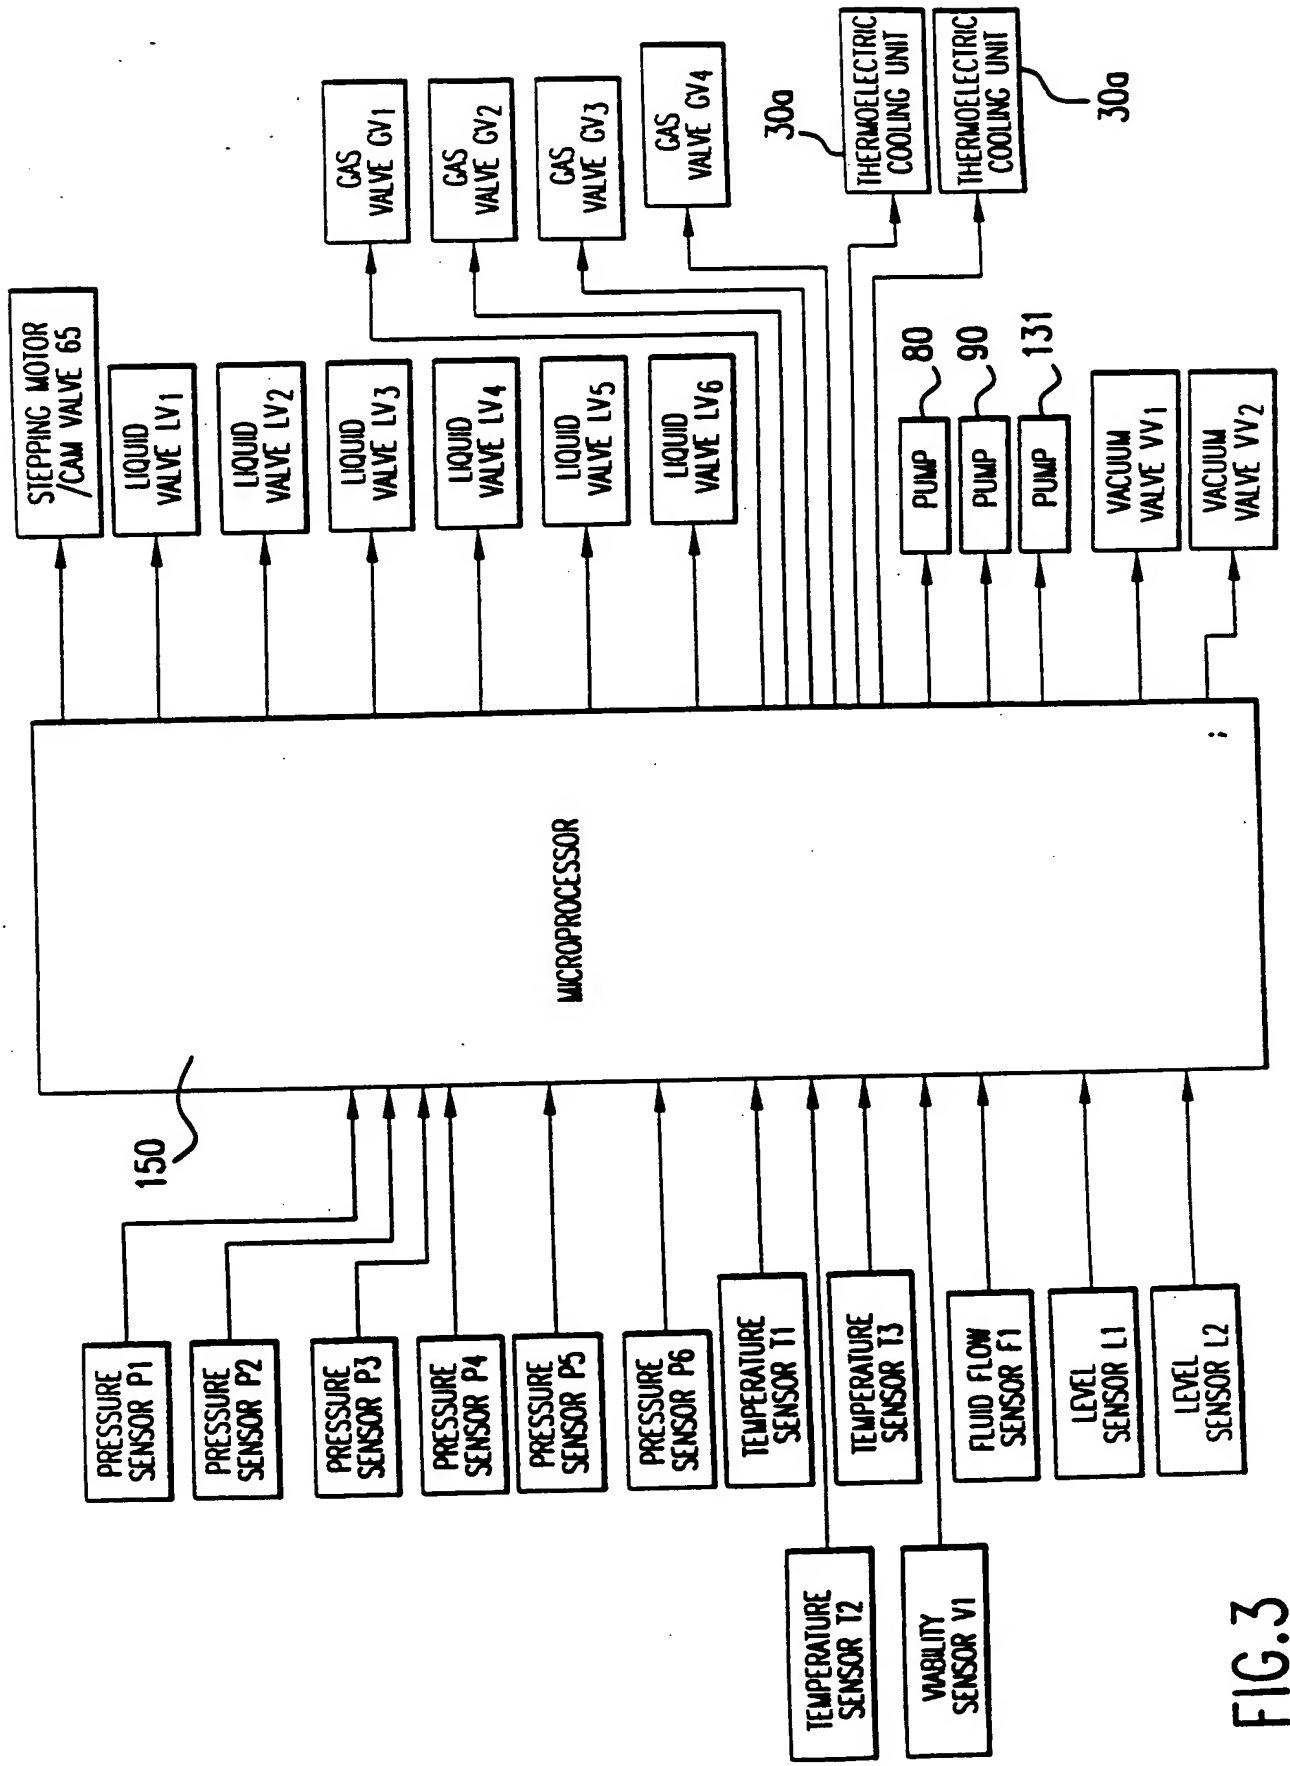 STEPPING MOTOR
/CAM VALVE 65
LIQUID
VALVE LV1
LIQUID
VALVE LV2
LIQUID
VALVE LV3
LIQUID
VALVE LV4
LIQUID
VALVE LV5
LIQUID
VALVE LV6
GAS
VALVE GV1
GAS
VALVE GV2
GAS
VALVE GV3
GAS
VALVE GV4
30a
THERMOELECTRIC
COOLING UNIT
THERMOELECTRIC
COOLING UNIT
30a
PUMP
80
PUMP
90
PUMP
131
VACUUM
VALVE VV1
VACUUM
VALVE VV2
MICROPROCESSOR
150
PRESSURE
SENSOR P1
PRESSURE
SENSOR P2
PRESSURE
SENSOR P3
PRESSURE
SENSOR P4
PRESSURE
SENSOR P5
PRESSURE
SENSOR P6
TEMPERATURE
SENSOR T1
TEMPERATURE
SENSOR T2
TEMPERATURE
SENSOR T3
VIABILITY
SENSOR V1
FLUID FLOW
SENSOR F1
LEVEL
SENSOR L1
LEVEL
SENSOR L2
FIG.3